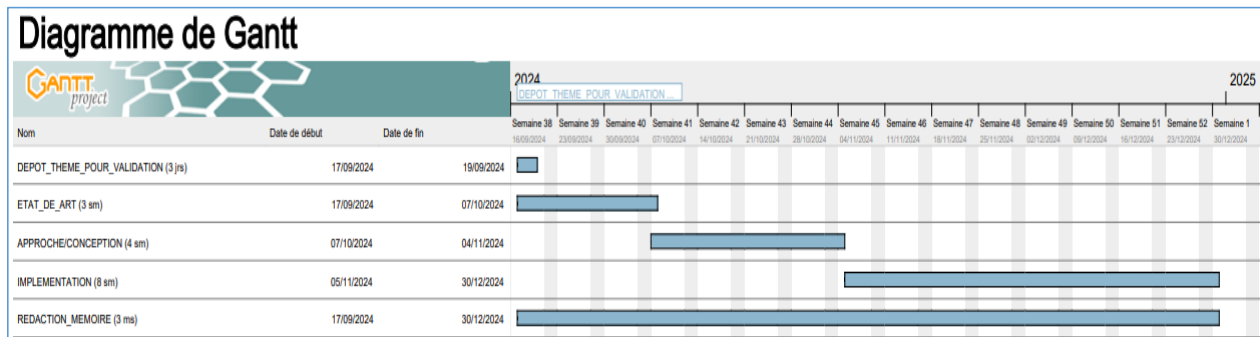 Diagramme de Gantt
GANTT project
2024
2025
DEPOT_THEME_POUR_VALIDATION ...
Nom Date de début Date de fin
Semaine 38 Semaine 39 Semaine 40 Semaine 41 Semaine 42 Semaine 43 Semaine 44 Semaine 45 Semaine 46 Semaine 47 Semaine 48 Semaine 49 Semaine 50 Semaine 51 Semaine 52 Semaine 1
16/09/2024 23/09/2024 30/09/2024 07/10/2024 14/10/2024 21/10/2024 28/10/2024 04/11/2024 11/11/2024 18/11/2024 25/11/2024 02/12/2024 09/12/2024 16/12/2024 23/12/2024 30/12/2024
DEPOT_THEME_POUR_VALIDATION (3 jrs) 17/09/2024 19/09/2024
ETAT_DE_ART (3 sm) 17/09/2024 07/10/2024
APPROCHE/CONCEPTION (4 sm) 07/10/2024 04/11/2024
IMPLEMENTATION (8 sm) 05/11/2024 30/12/2024
REDACTION_MEMOIRE (3 ms) 17/09/2024 30/12/2024